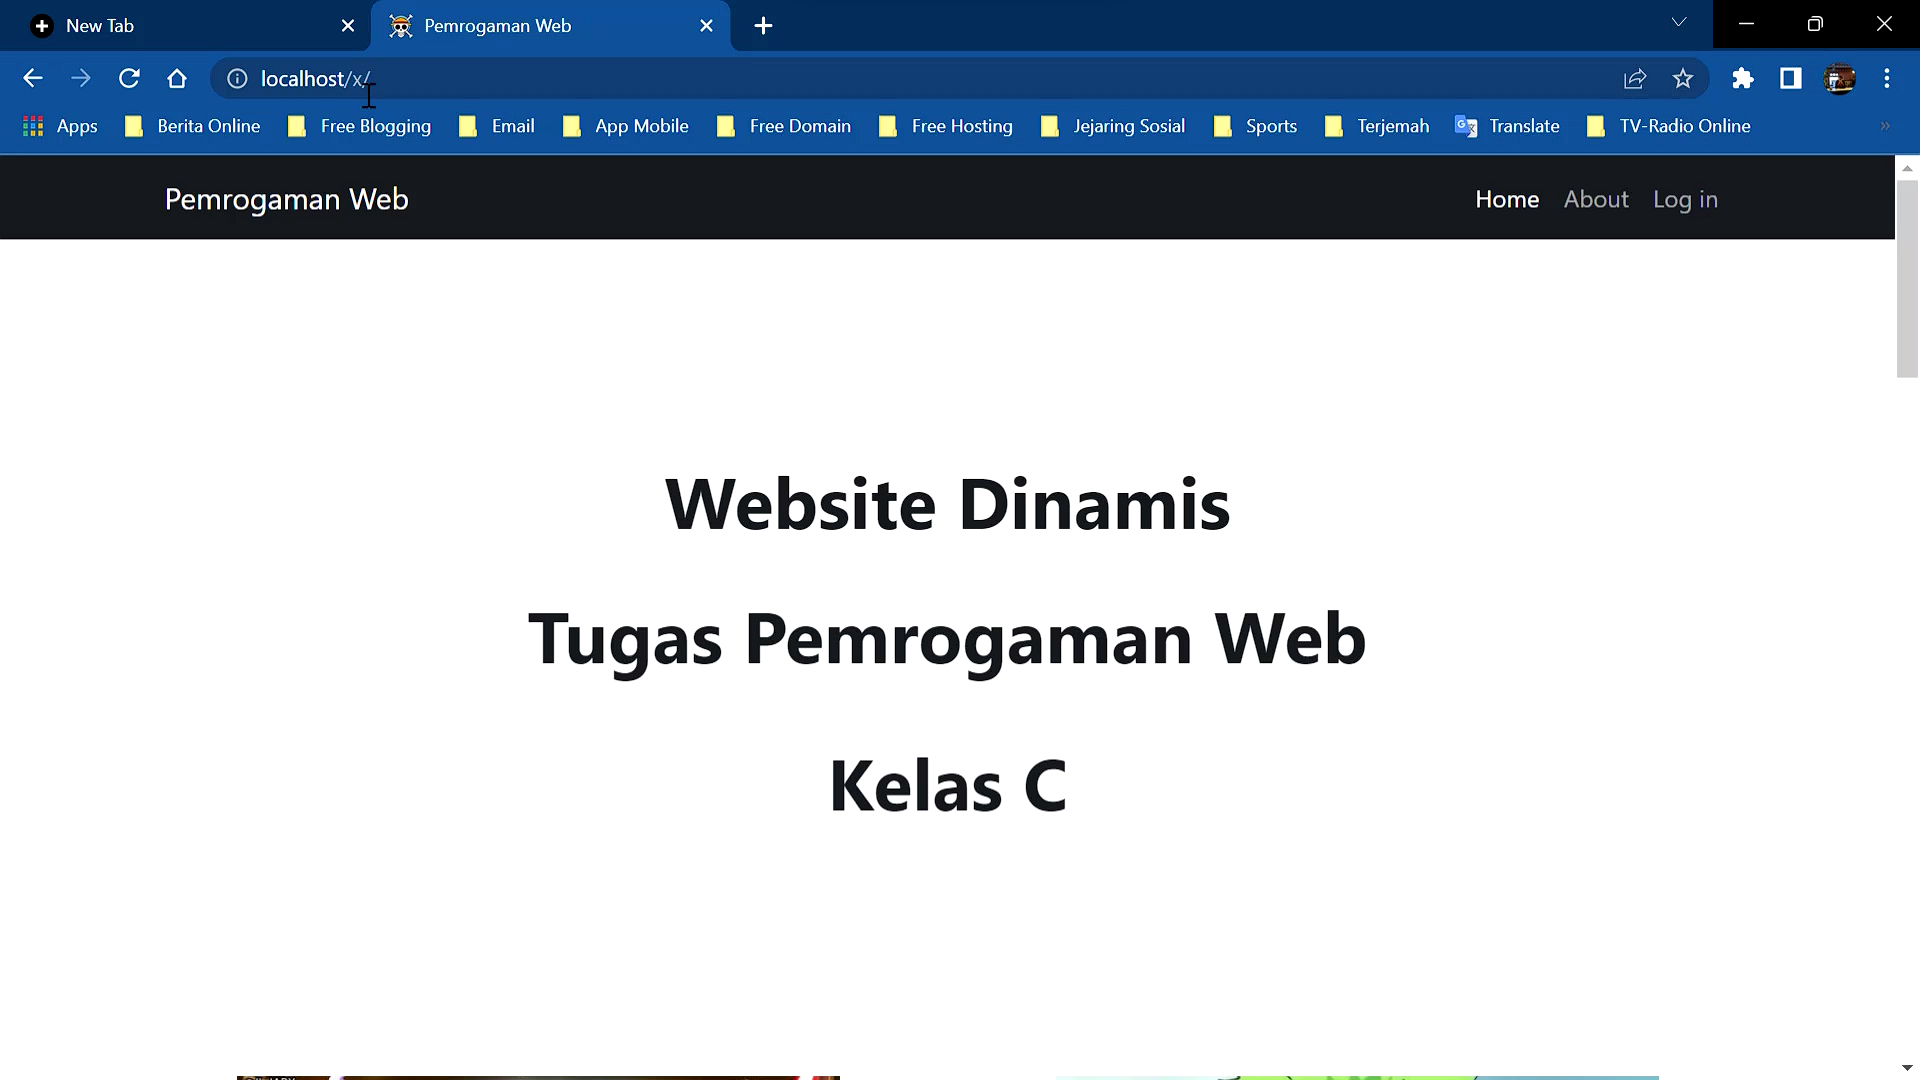 New Tab
Pemrogaman Web
localhost/x/
Apps Berita Online Free Blogging Email App Mobile Free Domain Free Hosting Jejaring Sosial Sports Terjemah Translate TV-Radio Online »
Pemrogaman Web Home About Log in
Website Dinamis
Tugas Pemrogaman Web
Kelas C